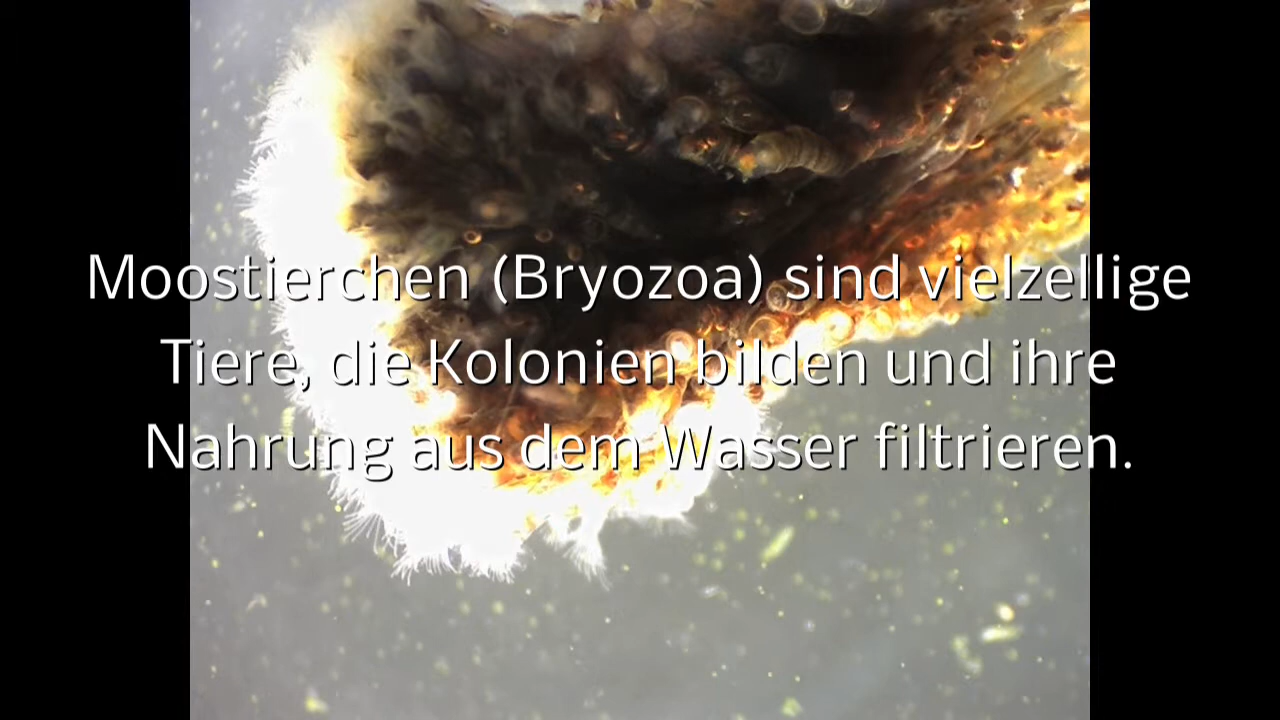 Moostierchen (Bryozoa) sind vielzellige
Tiere, die Kolonien bilden und ihre
Nahrung aus dem Wasser filtrieren.